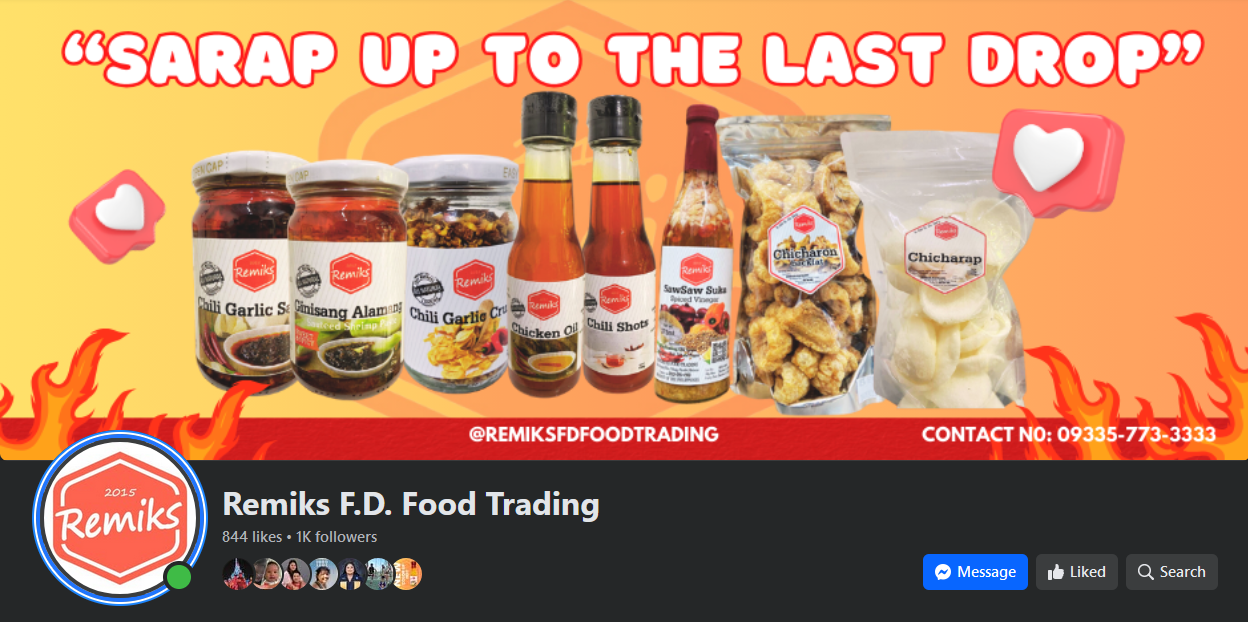 “SARAP UP TO THE LAST DROP”
Remiks
Chili Garlic Sa
Remiks
Ginisang Alamang
Remiks
Chili Garlic Cru
Remiks
Chicken Oil
Remiks
Chili Shots
Remiks
SawSaw Suka
Spiced Vinegar
Chicharon
Chicharap
@REMIKSFDFOODTRADING
CONTACT N0: 09335-773-3333
2015
Remiks
Remiks F.D. Food Trading
844 likes • 1K followers
Message
Liked
Search